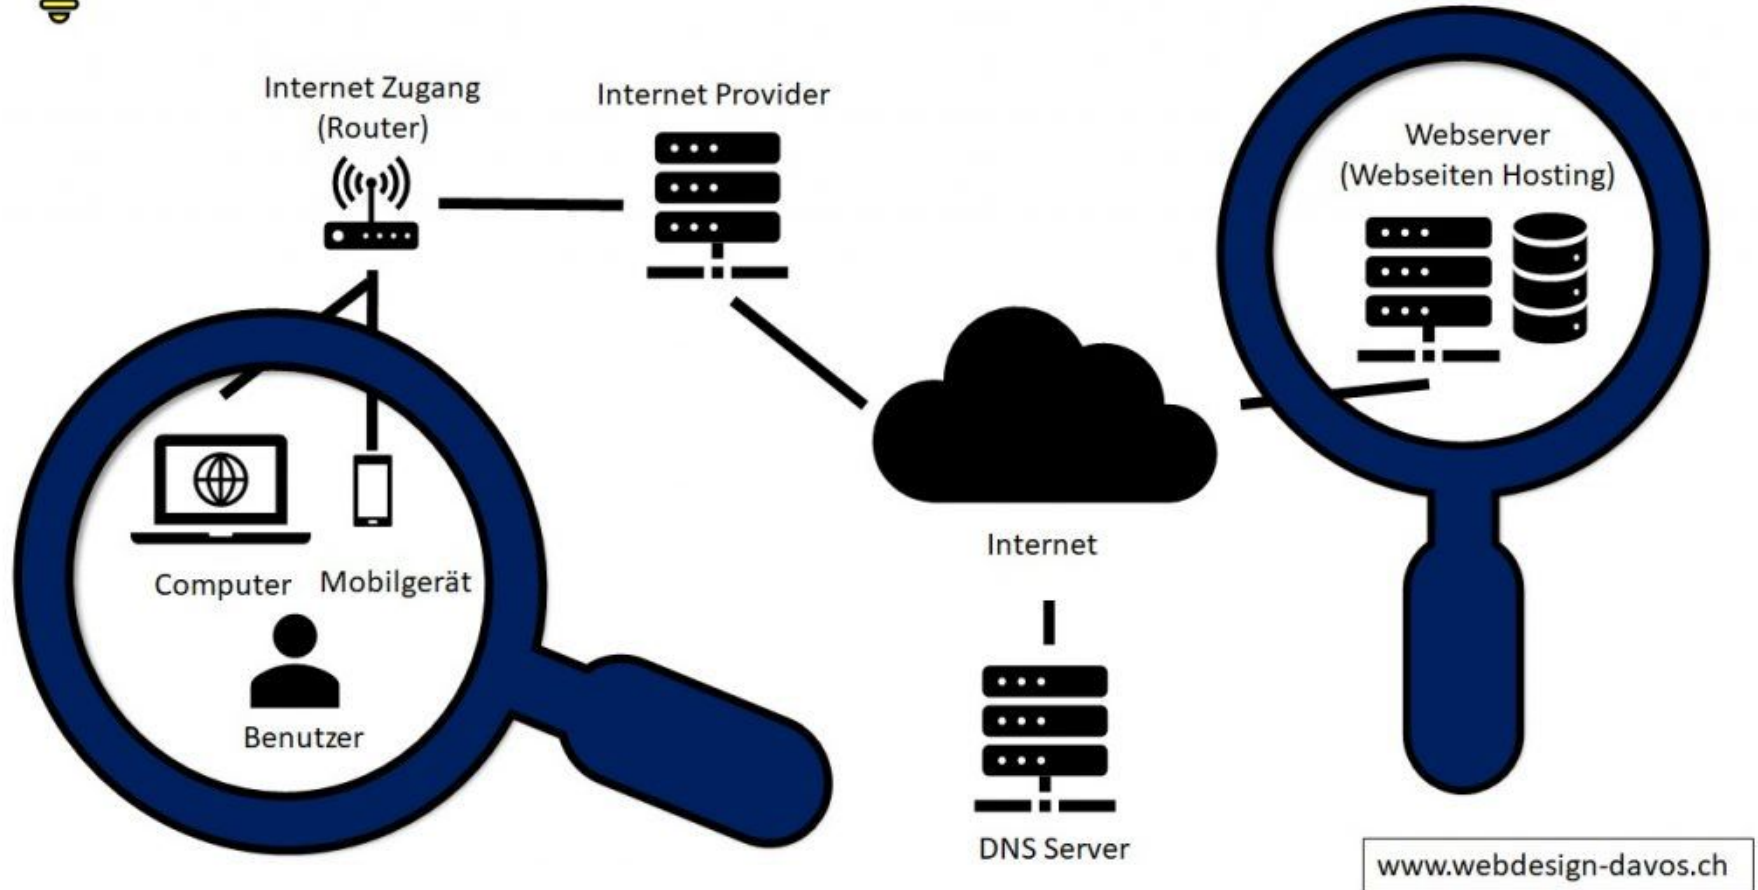 Internet Zugang
(Router)
Internet Provider
Webserver
(Webseiten Hosting)
Computer
Mobilgerät
Benutzer
Internet
DNS Server
www.webdesign-davos.ch